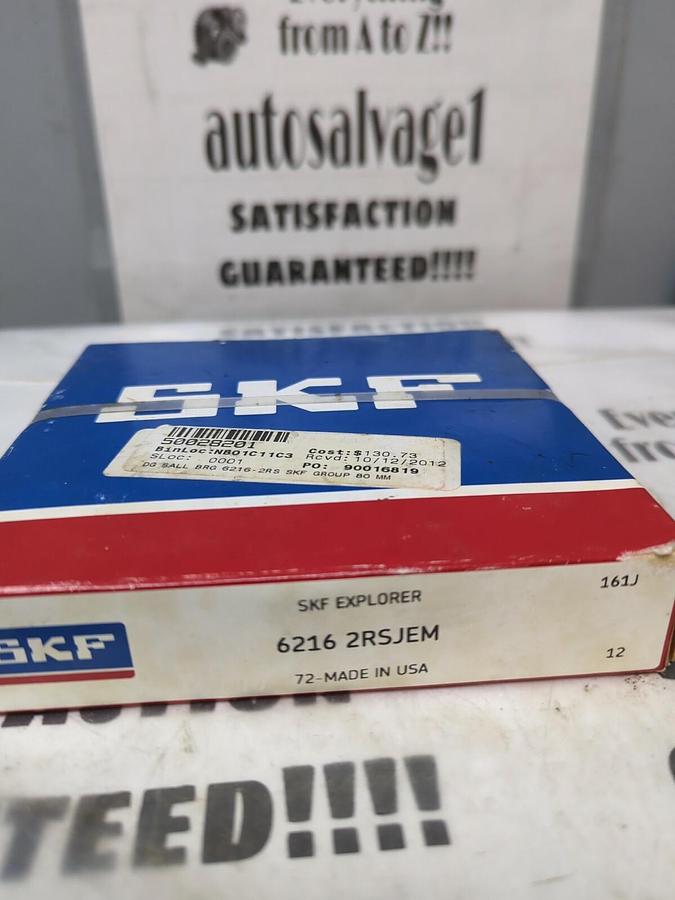 Everything
from A to Z!!
autosalvage1
SATISFACTION
GUARANTEED!!!!
SATISFACTION
SKF
50028201
BinLoc:NB01C11C3 Cost:$130.73
SLoc: 0001 Rcvd: 10/12/2012
PO: 90016819
DG BALL BRG 6216-2RS SKF GROUP 80 MM
SKF EXPLORER
161J
SKF
6216 2RSJEM
12
72-MADE IN USA
TEED!!!!